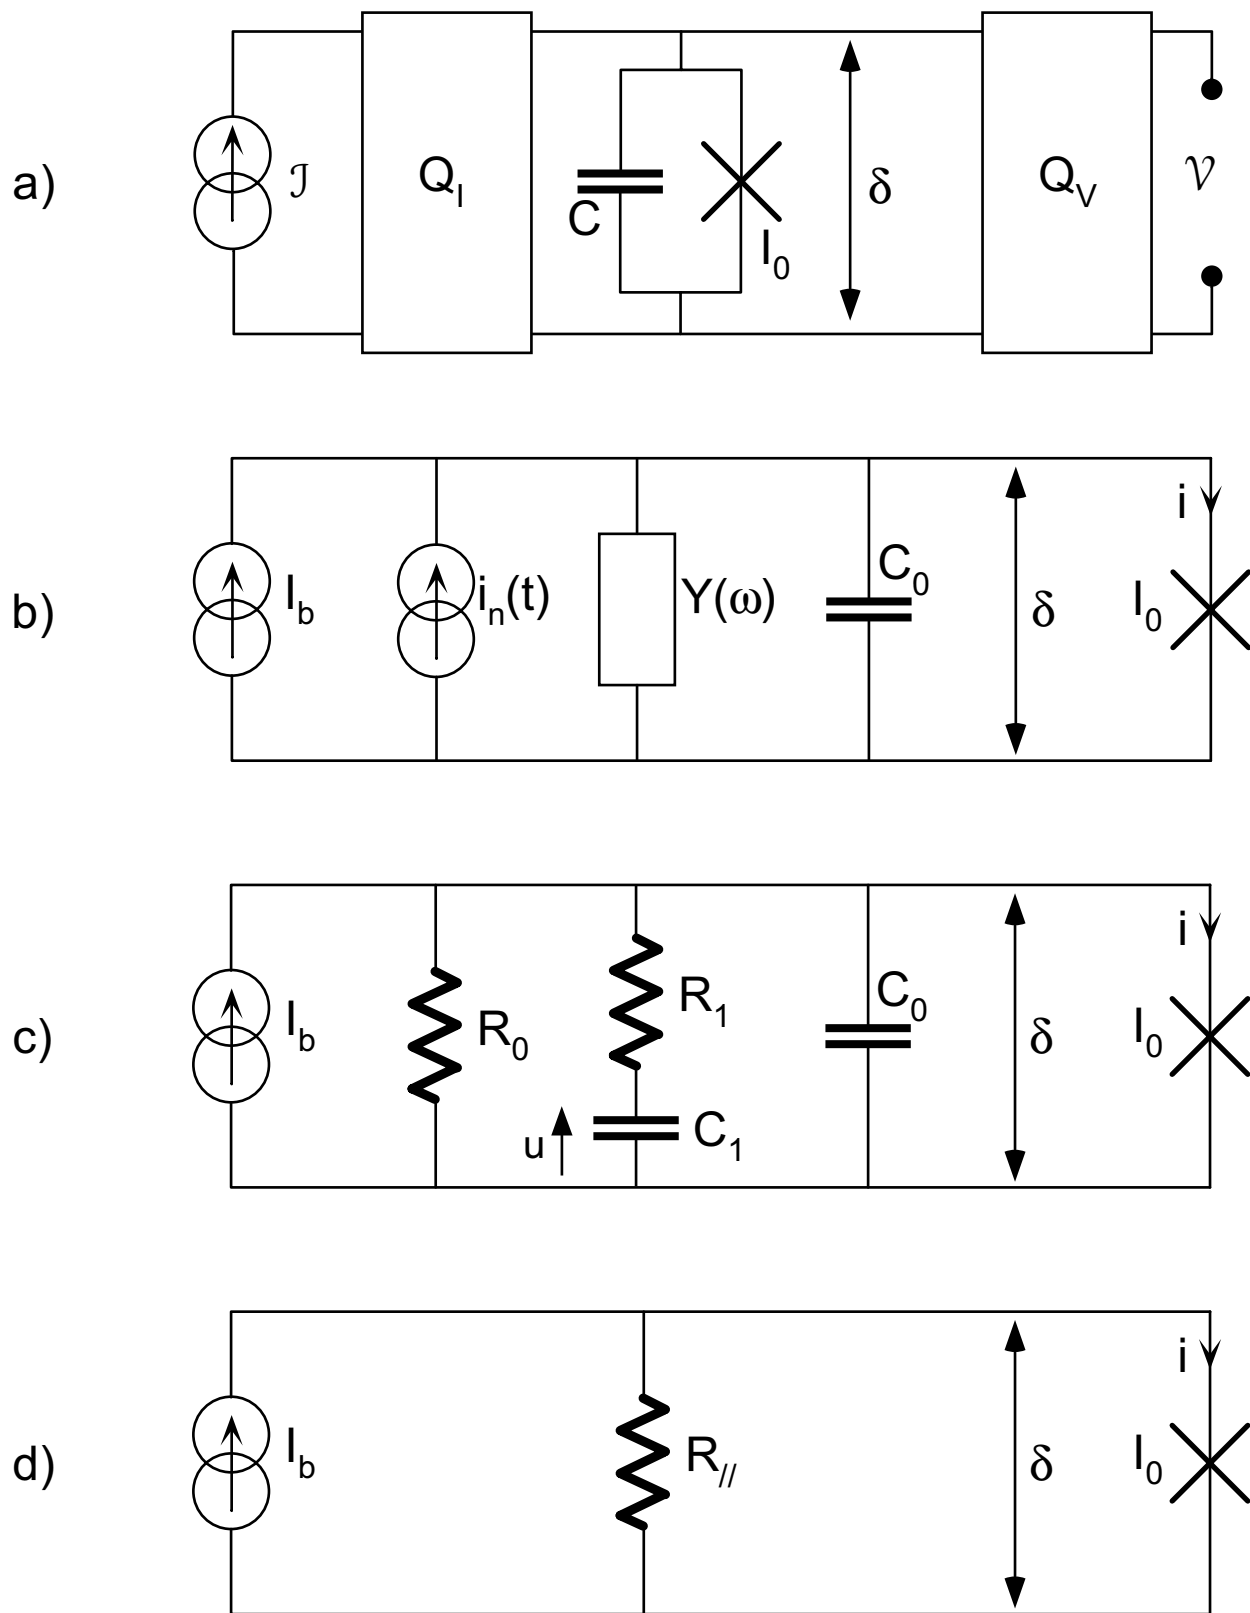 a)
𝒥
Q_I
C
I_0
δ
Q_V
𝒱
b)
I_b
i_n(t)
Y(ω)
C_0
δ
i
I_0
c)
I_b
R_0
R_1
u
C_1
C_0
δ
i
I_0
d)
I_b
R_//
δ
i
I_0